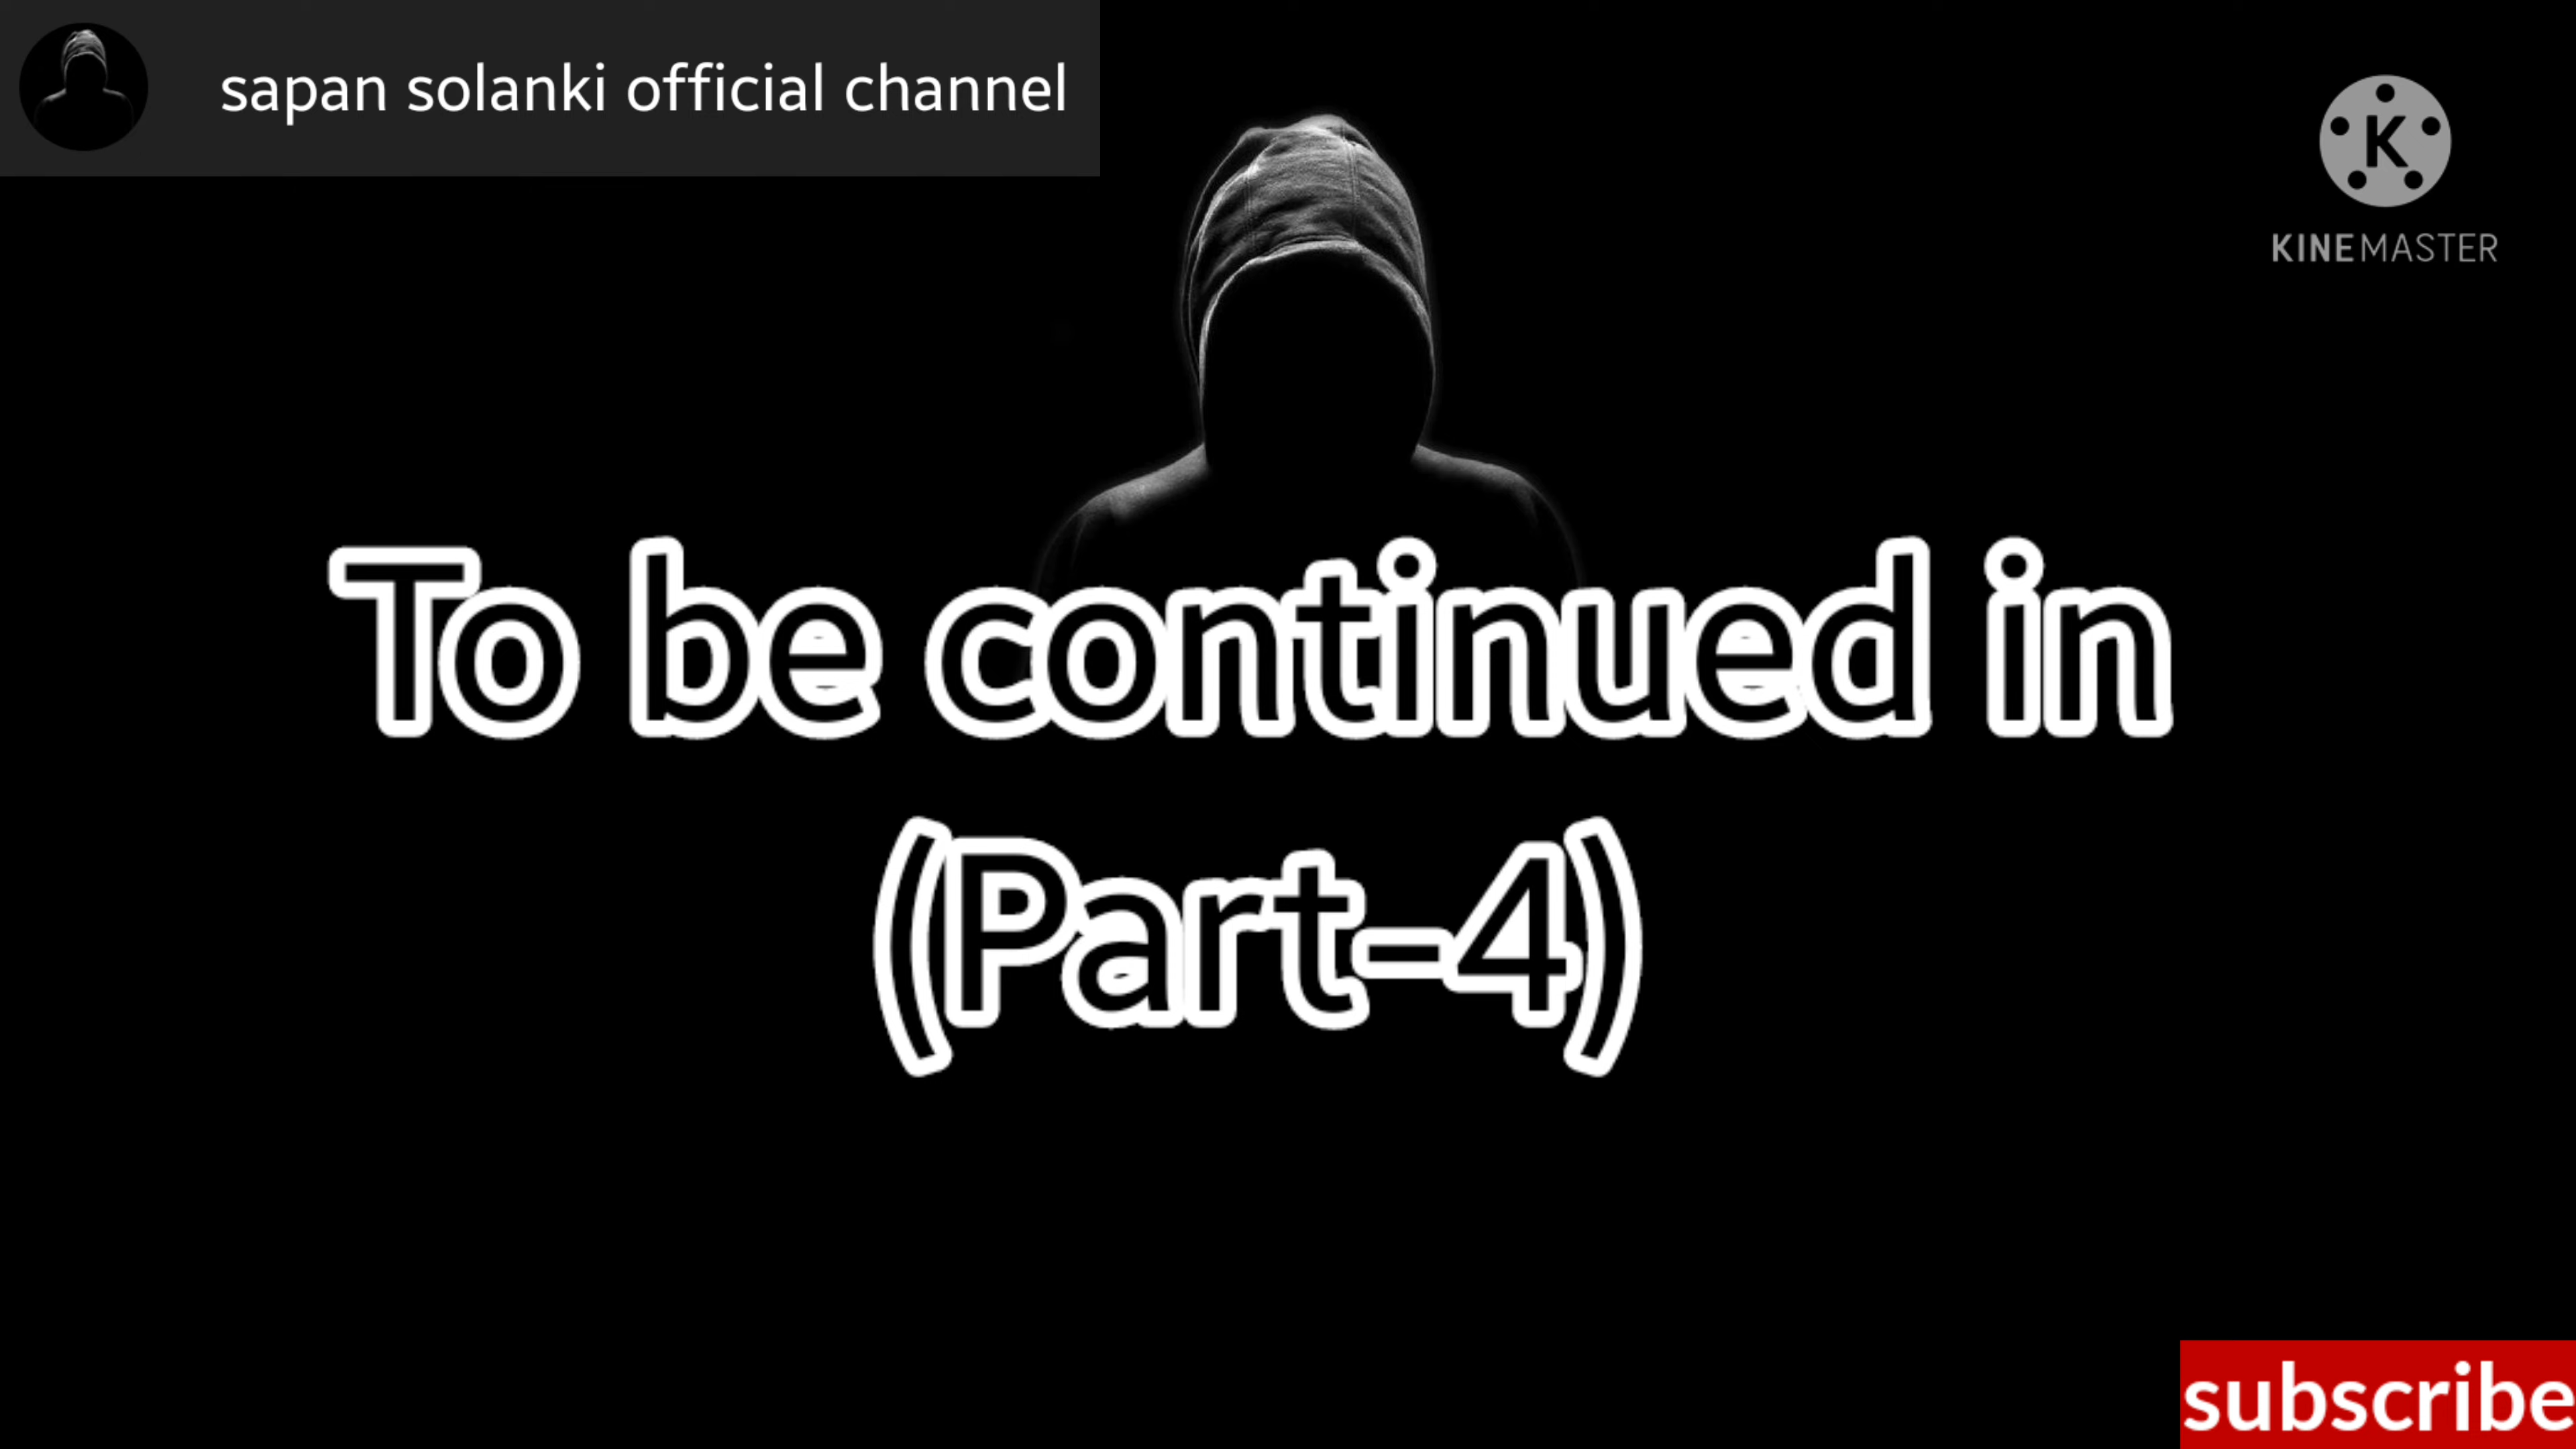 sapan solanki official channel
K
KINEMASTER
To be continued in
(Part-4)
subscribe